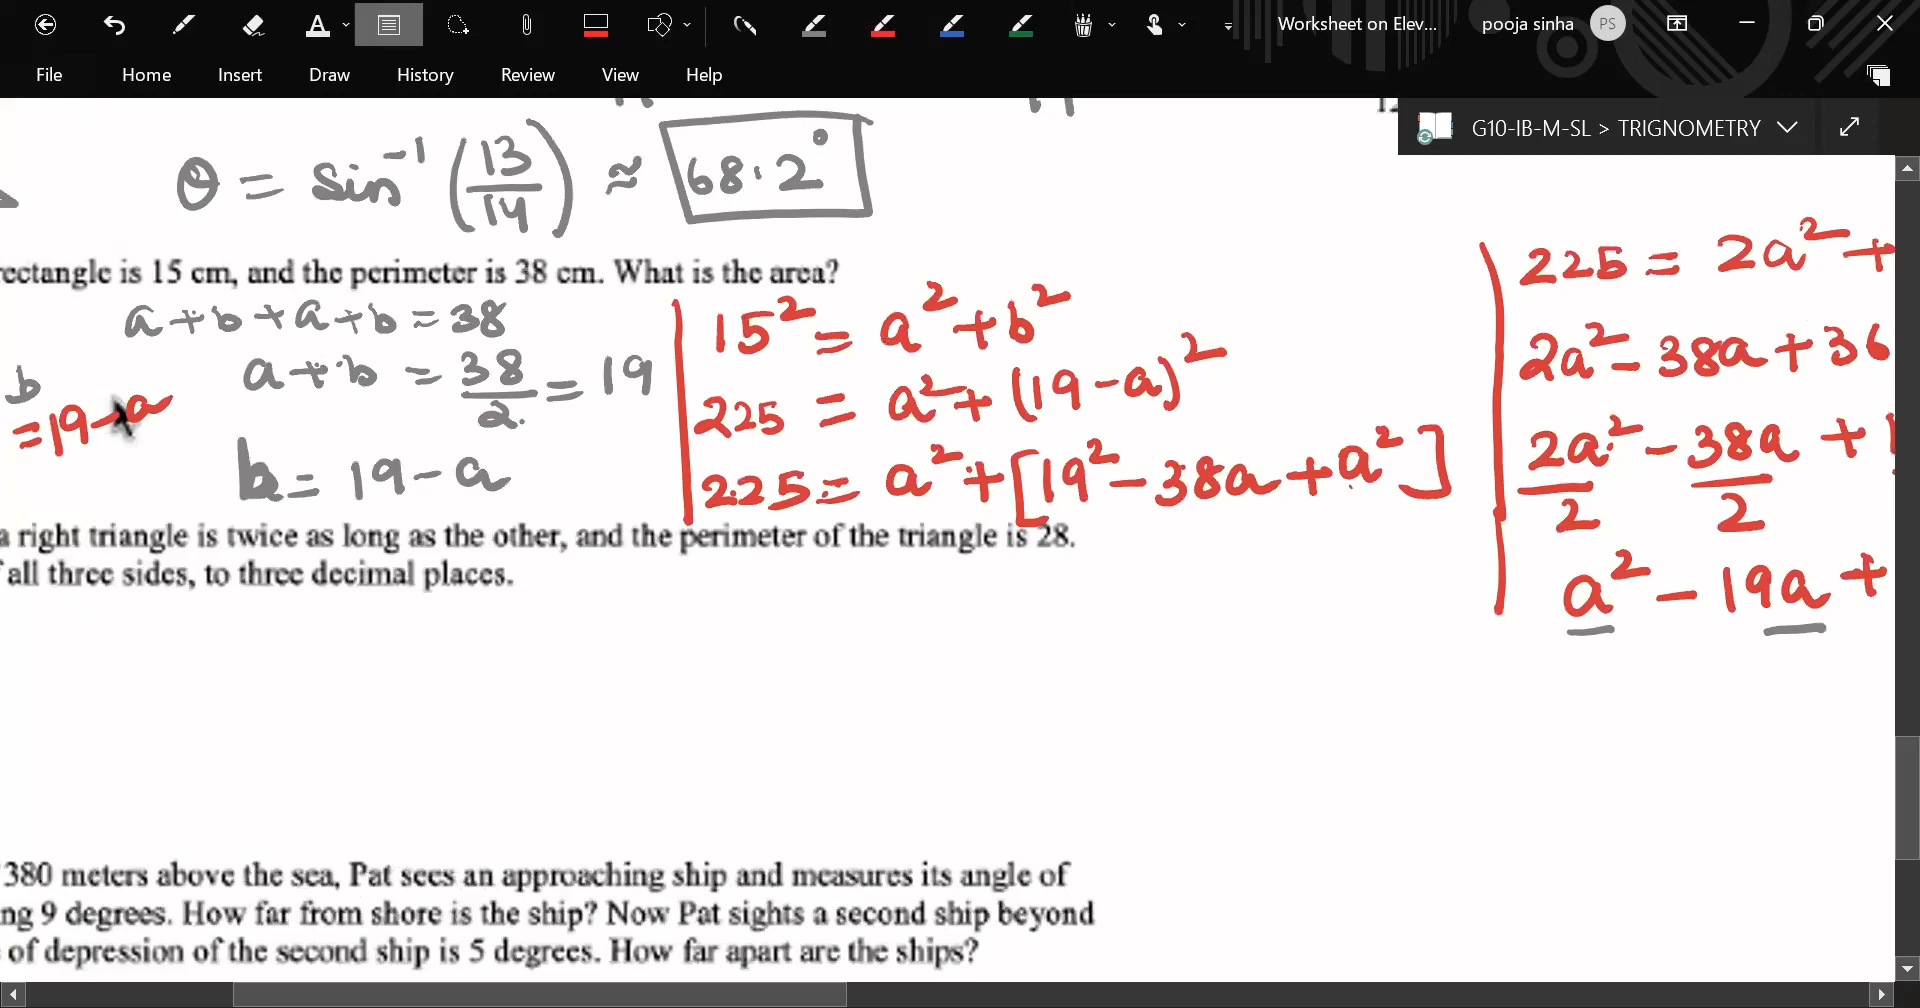 Worksheet on Elev... pooja sinha PS
File Home Insert Draw History Review View Help
G10-IB-M-SL > TRIGNOMETRY
θ = sin⁻¹ (13/14) ≈ 68.2°
rectangle is 15 cm, and the perimeter is 38 cm. What is the area?
a + b + a + b = 38
a + b = 38/2 = 19
b
= 19 - a
b = 19 - a
15² = a² + b²
225 = a² + (19 - a)²
225 = a² + [19² - 38a + a²]
225 = 2a² +
2a² - 38a + 36
2a²/2 - 38a/2 +
a² - 19a +
a right triangle is twice as long as the other, and the perimeter of the triangle is 28.
all three sides, to three decimal places.
380 meters above the sea, Pat sees an approaching ship and measures its angle of
ng 9 degrees. How far from shore is the ship? Now Pat sights a second ship beyond
of depression of the second ship is 5 degrees. How far apart are the ships?